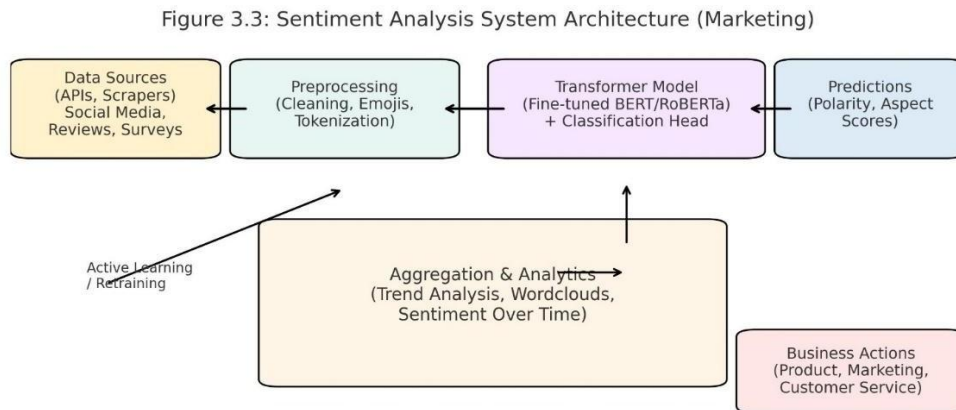 Figure 3.3: Sentiment Analysis System Architecture (Marketing)
Data Sources
(APIs, Scrapers)
Social Media,
Reviews, Surveys
Preprocessing
(Cleaning, Emojis,
Tokenization)
Transformer Model
(Fine-tuned BERT/RoBERTa)
+ Classification Head
Predictions
(Polarity, Aspect
Scores)
Active Learning
/ Retraining
Aggregation & Analytics
(Trend Analysis, Wordclouds,
Sentiment Over Time)
Business Actions
(Product, Marketing,
Customer Service)